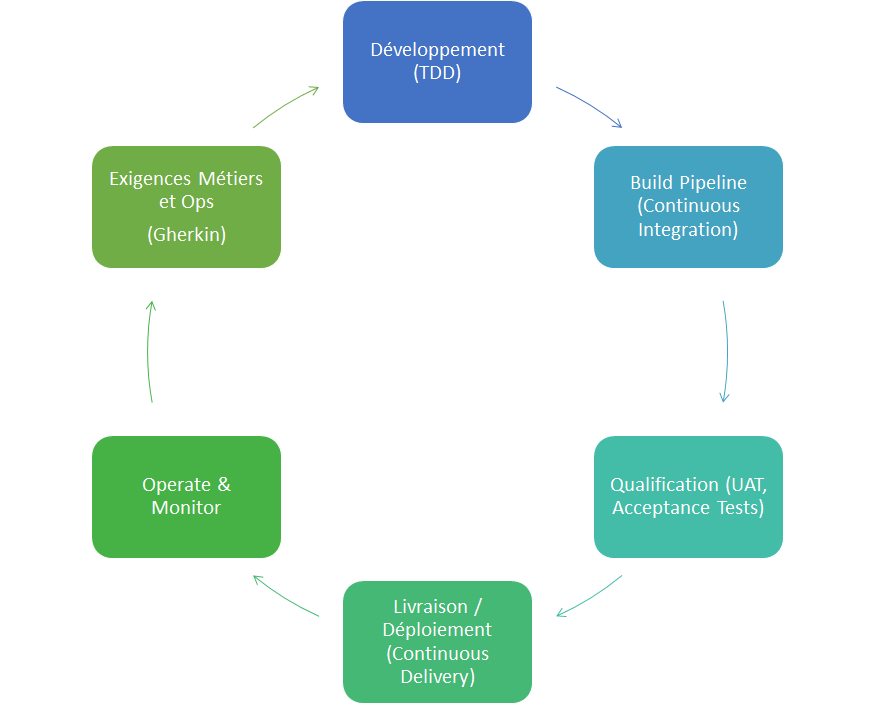 Développement
(TDD)
Build Pipeline
(Continuous
Integration)
Qualification (UAT,
Acceptance Tests)
Livraison /
Déploiement
(Continuous
Delivery)
Operate &
Monitor
Exigences Métiers
et Ops
(Gherkin)